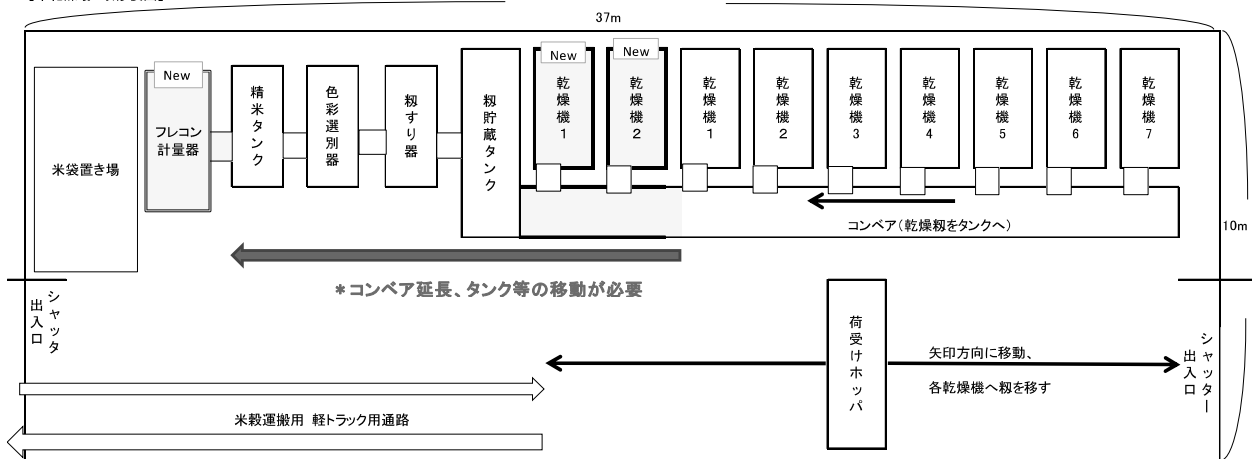 37m
New
New
New
米袋置き場
フレコン
計量器
精米タンク
色彩選別器
籾すり器
籾貯蔵タンク
乾燥機1
乾燥機2
乾燥機1
乾燥機2
乾燥機3
乾燥機4
乾燥機5
乾燥機6
乾燥機7
コンベア(乾燥籾をタンクへ)
10m
*コンベア延長、タンク等の移動が必要
シャッタ
出入口
荷受けホッパ
矢印方向に移動、
各乾燥機へ籾を移す
シャッター
出入口
米穀運搬用 軽トラック用通路